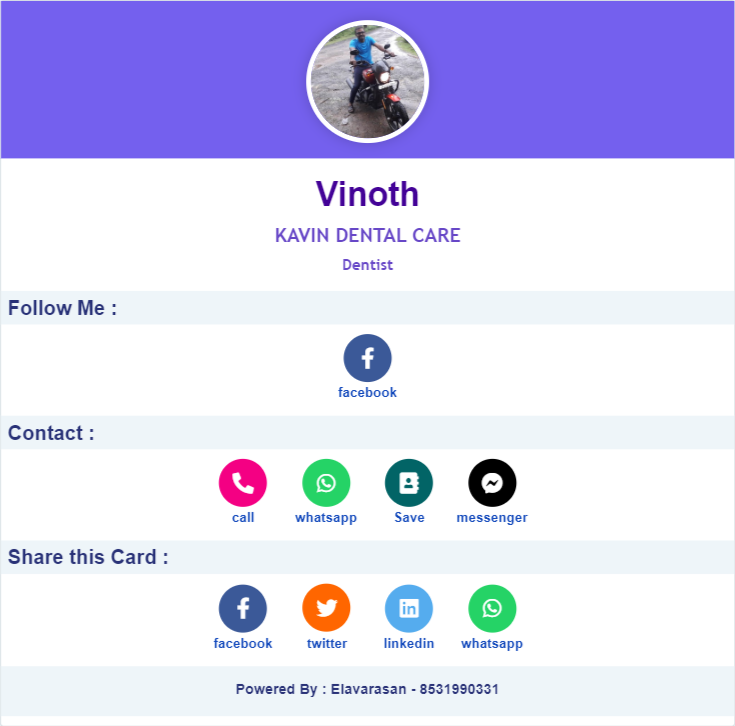 Vinoth
KAVIN DENTAL CARE
Dentist
Follow Me :
facebook
Contact :
call whatsapp Save messenger
Share this Card :
facebook twitter linkedin whatsapp
Powered By : Elavarasan - 8531990331